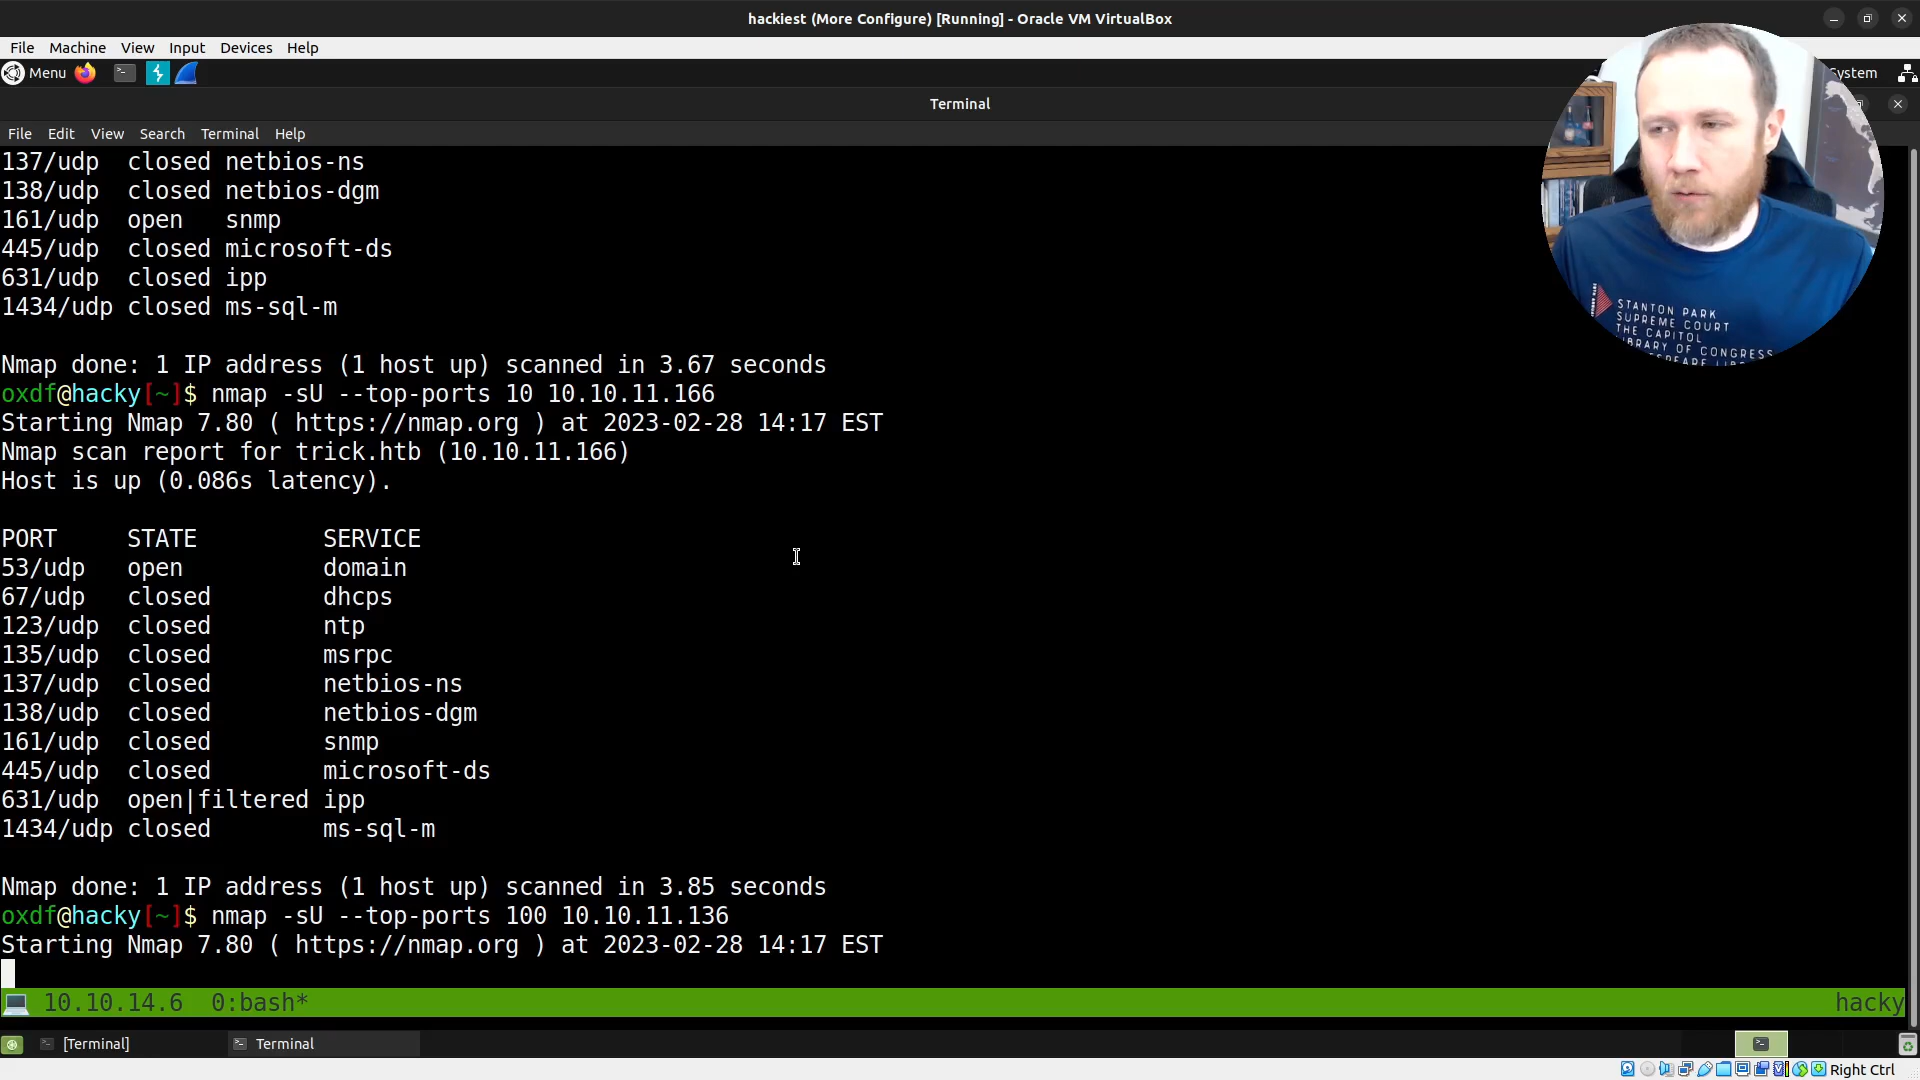 hackiest (More Configure) [Running] - Oracle VM VirtualBox
File Machine View Input Devices Help
Menu
System
Terminal
File Edit View Search Terminal Help
137/udp  closed netbios-ns
138/udp  closed netbios-dgm
161/udp  open   snmp
445/udp  closed microsoft-ds
631/udp  closed ipp
1434/udp closed ms-sql-m
Nmap done: 1 IP address (1 host up) scanned in 3.67 seconds
oxdf@hacky[~]$ nmap -sU --top-ports 10 10.10.11.166
Starting Nmap 7.80 ( https://nmap.org ) at 2023-02-28 14:17 EST
Nmap scan report for trick.htb (10.10.11.166)
Host is up (0.086s latency).
PORT     STATE         SERVICE
53/udp   open          domain
67/udp   closed        dhcps
123/udp  closed        ntp
135/udp  closed        msrpc
137/udp  closed        netbios-ns
138/udp  closed        netbios-dgm
161/udp  closed        snmp
445/udp  closed        microsoft-ds
631/udp  open|filtered ipp
1434/udp closed        ms-sql-m
Nmap done: 1 IP address (1 host up) scanned in 3.85 seconds
oxdf@hacky[~]$ nmap -sU --top-ports 100 10.10.11.136
Starting Nmap 7.80 ( https://nmap.org ) at 2023-02-28 14:17 EST
10.10.14.6  0:bash*
hacky
[Terminal]
Terminal
Right Ctrl
STANTON PARK
SUPREME COURT
THE CAPITOL
LIBRARY OF CONGRESS